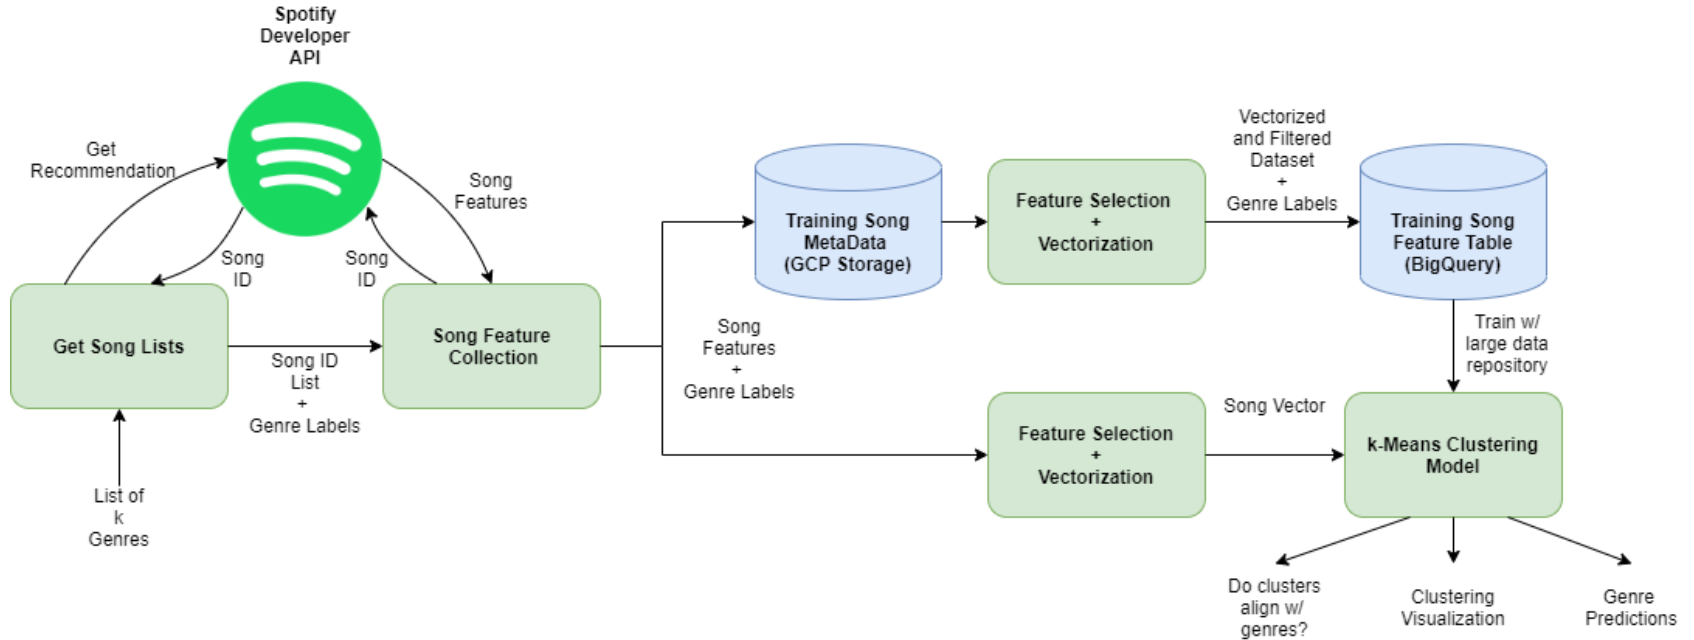 Spotify
Developer
API
Get
Recommendation
Song
Features
Song
ID
Song
ID
Get Song Lists
Song ID
List
+
Genre Labels
Song Feature
Collection
List of
k
Genres
Song
Features
+
Genre Labels
Training Song
MetaData
(GCP Storage)
Feature Selection
+
Vectorization
Vectorized
and Filtered
Dataset
+
Genre Labels
Training Song
Feature Table
(BigQuery)
Train w/
large data
repository
Feature Selection
+
Vectorization
Song Vector
k-Means Clustering
Model
Do clusters
align w/
genres?
Clustering
Visualization
Genre
Predictions